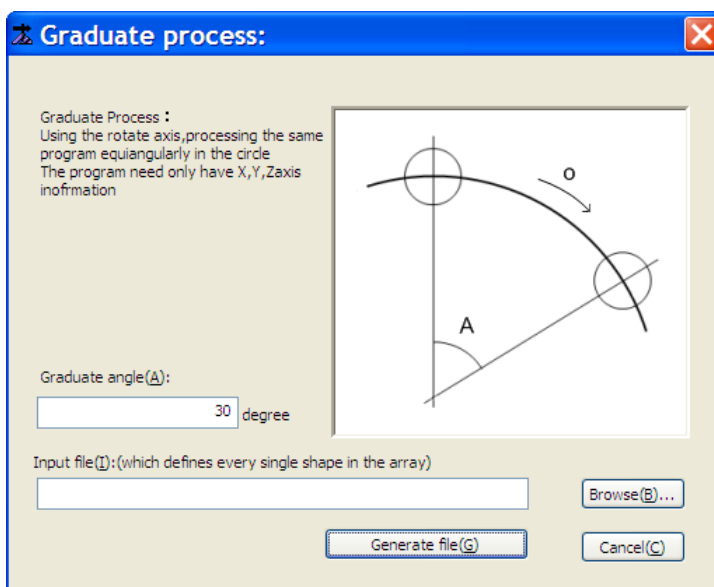 Graduate process:
Graduate Process：
Using the rotate axis,processing the same
program equiangularly in the circle
The program need only have X,Y,Zaxis
inofrmation
O
A
Graduate angle(A):
30 degree
Input file(I):(which defines every single shape in the array)
Browse(B)...
Generate file(G)
Cancel(C)